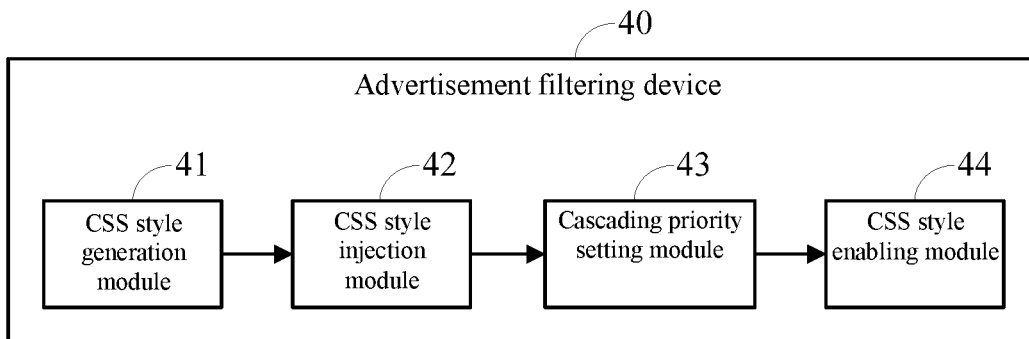 40
Advertisement filtering device
41
42
43
44
CSS style
generation
module
CSS style
injection
module
Cascading priority
setting module
CSS style
enabling module